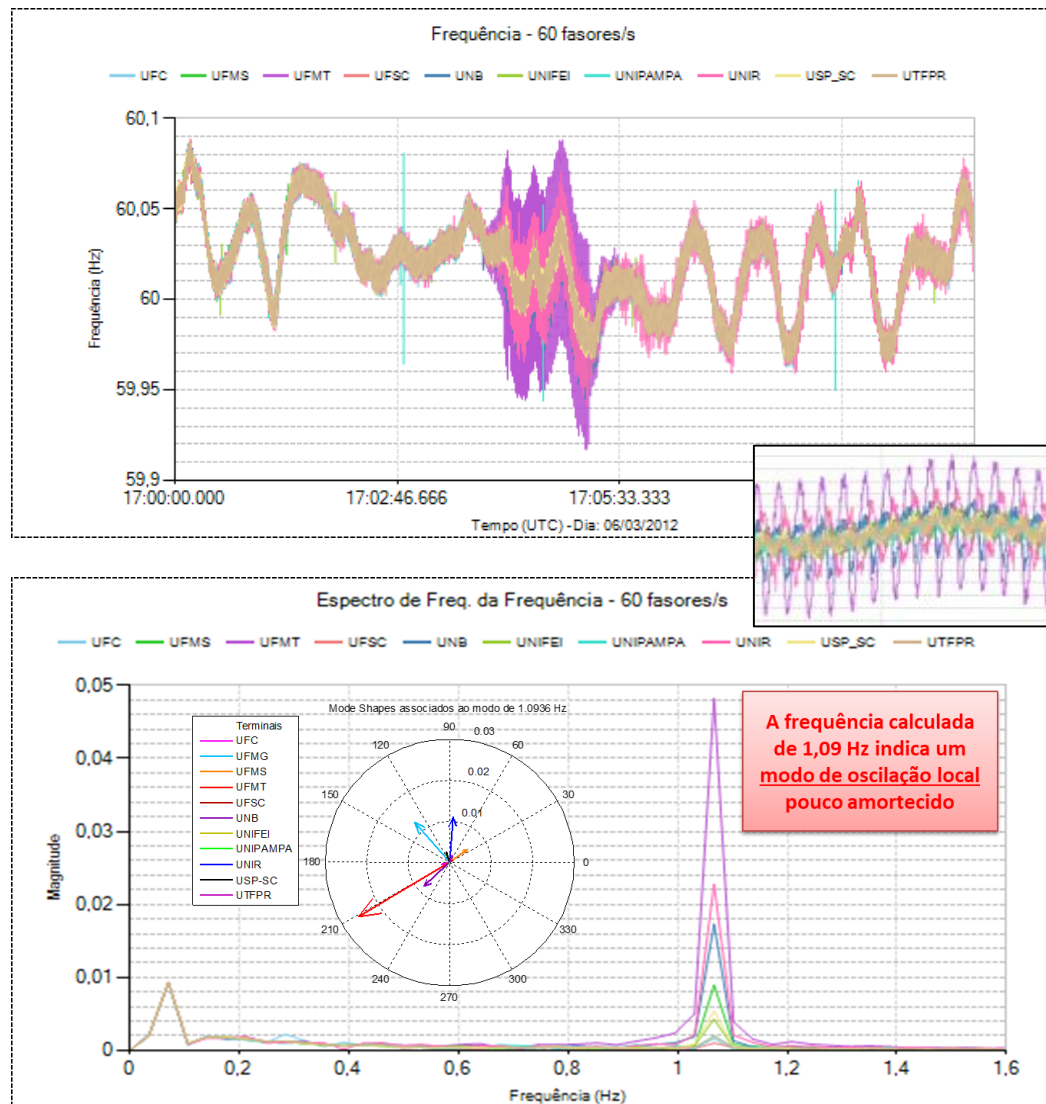 Frequência - 60 fasores/s
UFC UFMS UFMT UFSC UNB UNIFEI UNIPAMPA UNIR USP_SC UTFPR
60,1
60,05
60
59,95
59,9
Frequência (Hz)
17:00:00.000 17:02:46.666 17:05:33.333
Tempo (UTC) -Dia: 06/03/2012
Espectro de Freq. da Frequência - 60 fasores/s
UFC UFMS UFMT UFSC UNB UNIFEI UNIPAMPA UNIR USP_SC UTFPR
0,05
0,04
0,03
0,02
0,01
0
Magnitude
Mode Shapes associados ao modo de 1.0936 Hz
Terminais
UFC
UFMG
UFMS
UFMT
UFSC
UNB
UNIFEI
UNIPAMPA
UNIR
USP-SC
UTFPR
90
120 60
150 30
180 0
210 330
240 300
270
0.03
0.02
0.01
A frequência calculada
de 1,09 Hz indica um
modo de oscilação local
pouco amortecido
0 0,2 0,4 0,6 0,8 1 1,2 1,4 1,6
Frequência (Hz)